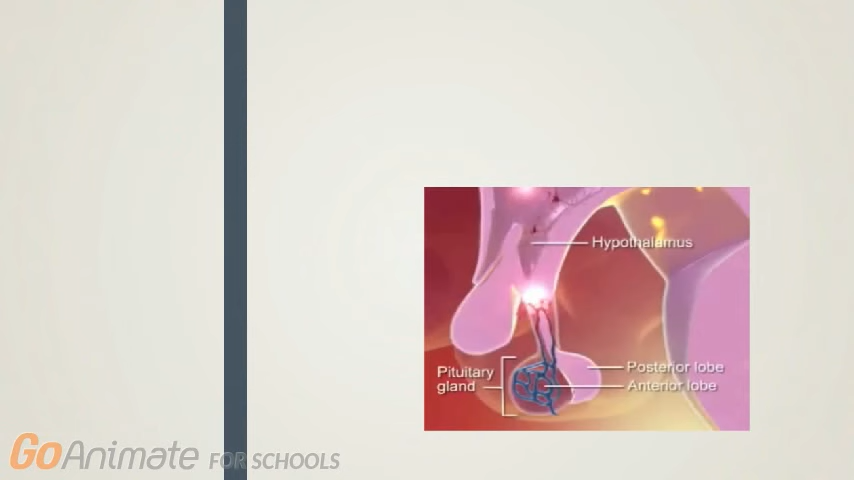 Hypothalamus
Pituitary
gland
Posterior lobe
Anterior lobe
GoAnimate FOR SCHOOLS